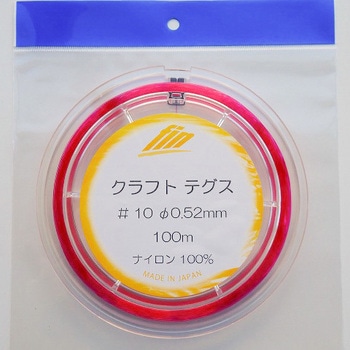 fin
クラフト テグス
#10 φ0.52mm
100m
ナイロン 100%
MADE IN JAPAN